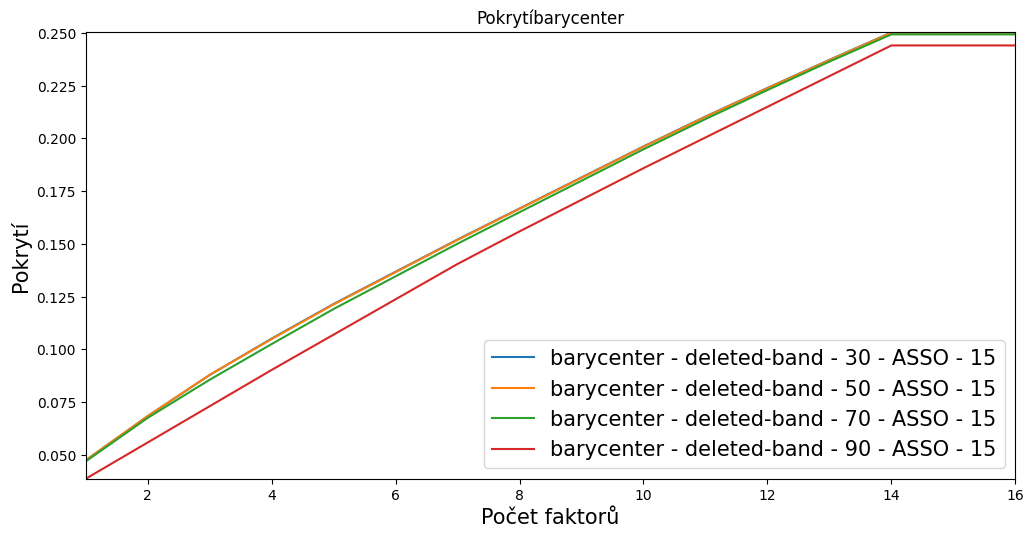 Pokrytíbarycenter
0.250
0.225
0.200
0.175
0.150
0.125
0.100
0.075
0.050
Pokrytí
barycenter - deleted-band - 30 - ASSO - 15
barycenter - deleted-band - 50 - ASSO - 15
barycenter - deleted-band - 70 - ASSO - 15
barycenter - deleted-band - 90 - ASSO - 15
2 4 6 8 10 12 14 16
Počet faktorů